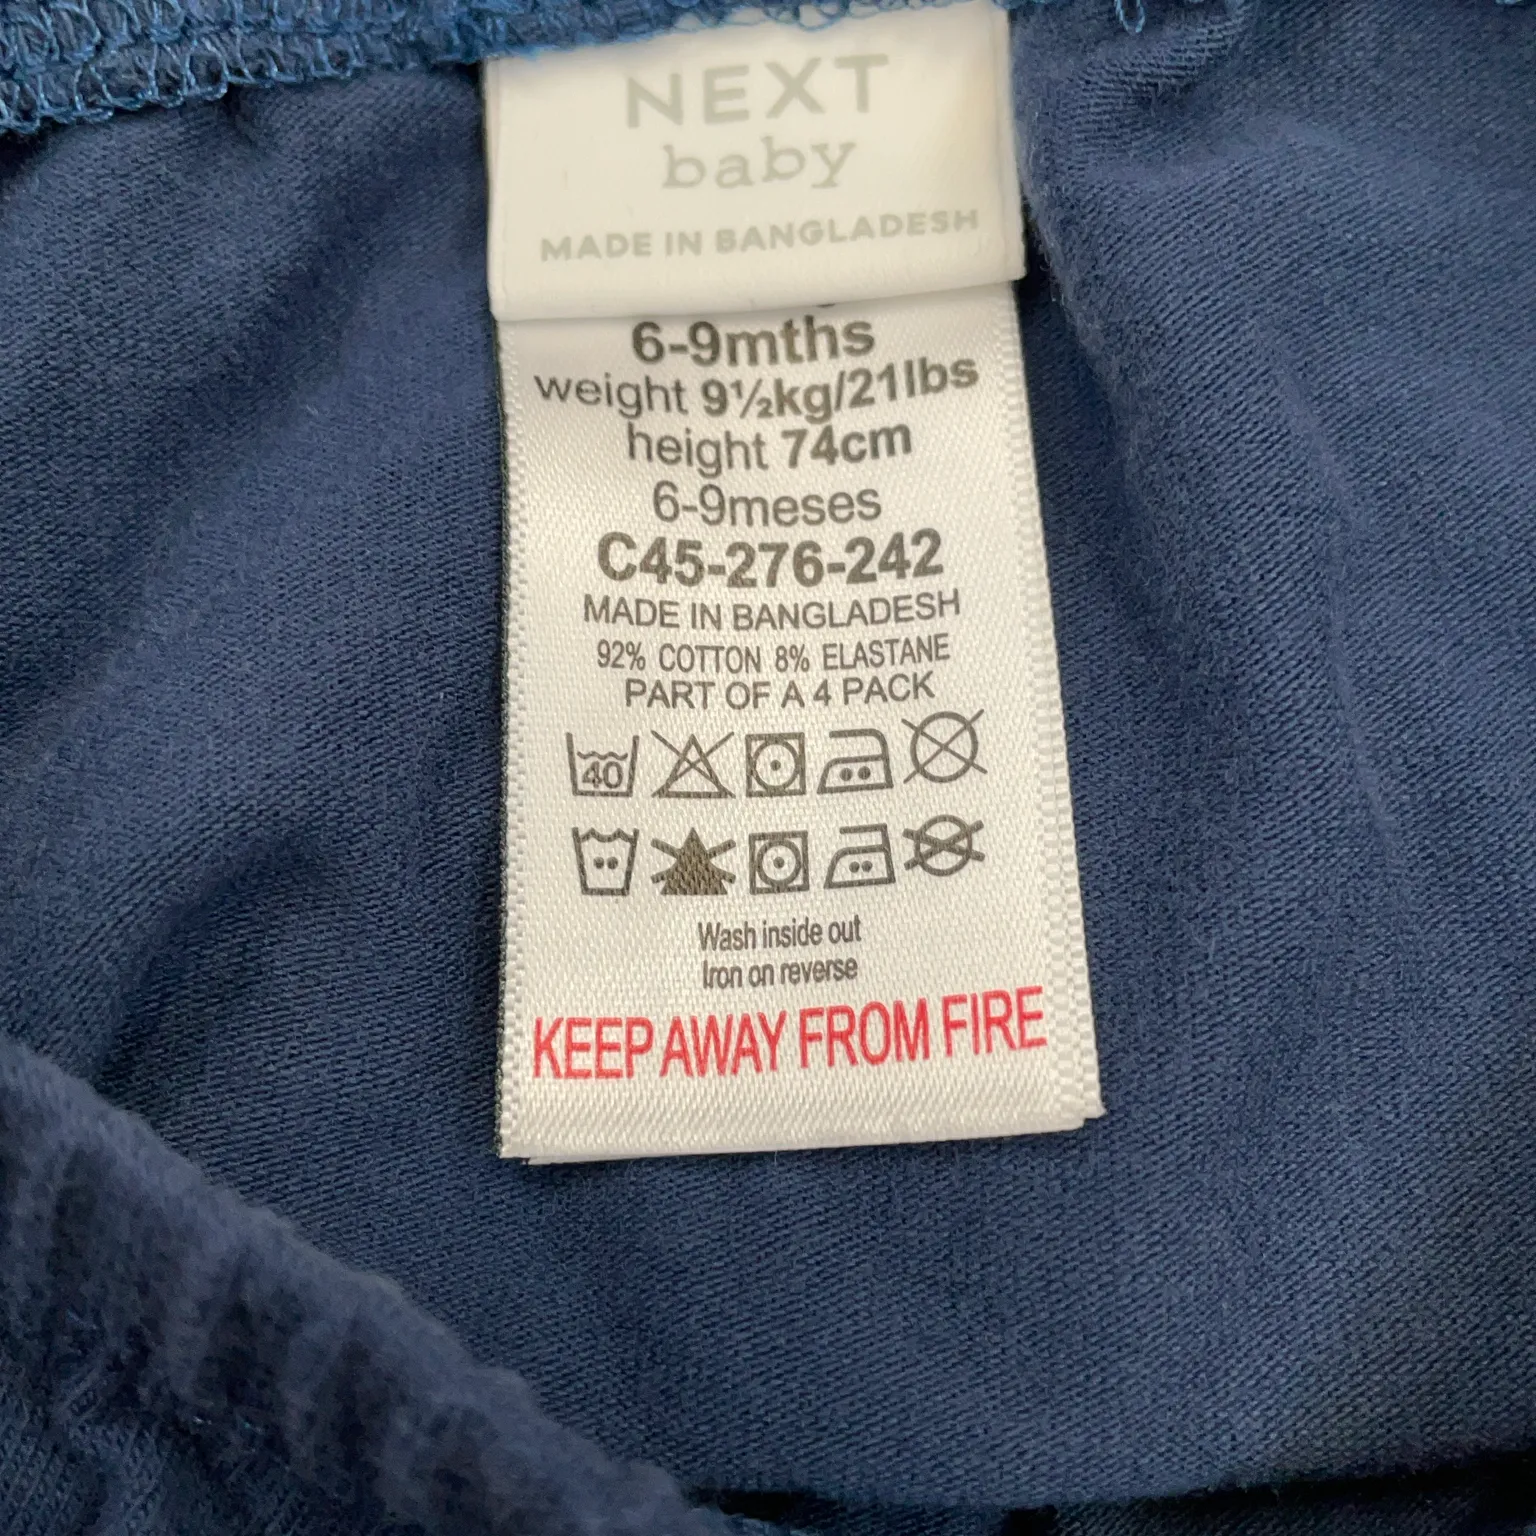 NEXT
baby
MADE IN BANGLADESH
6-9mths
weight 9½kg/21lbs
height 74cm
6-9meses
C45-276-242
MADE IN BANGLADESH
92% COTTON 8% ELASTANE
PART OF A 4 PACK
40
Wash inside out
Iron on reverse
KEEP AWAY FROM FIRE